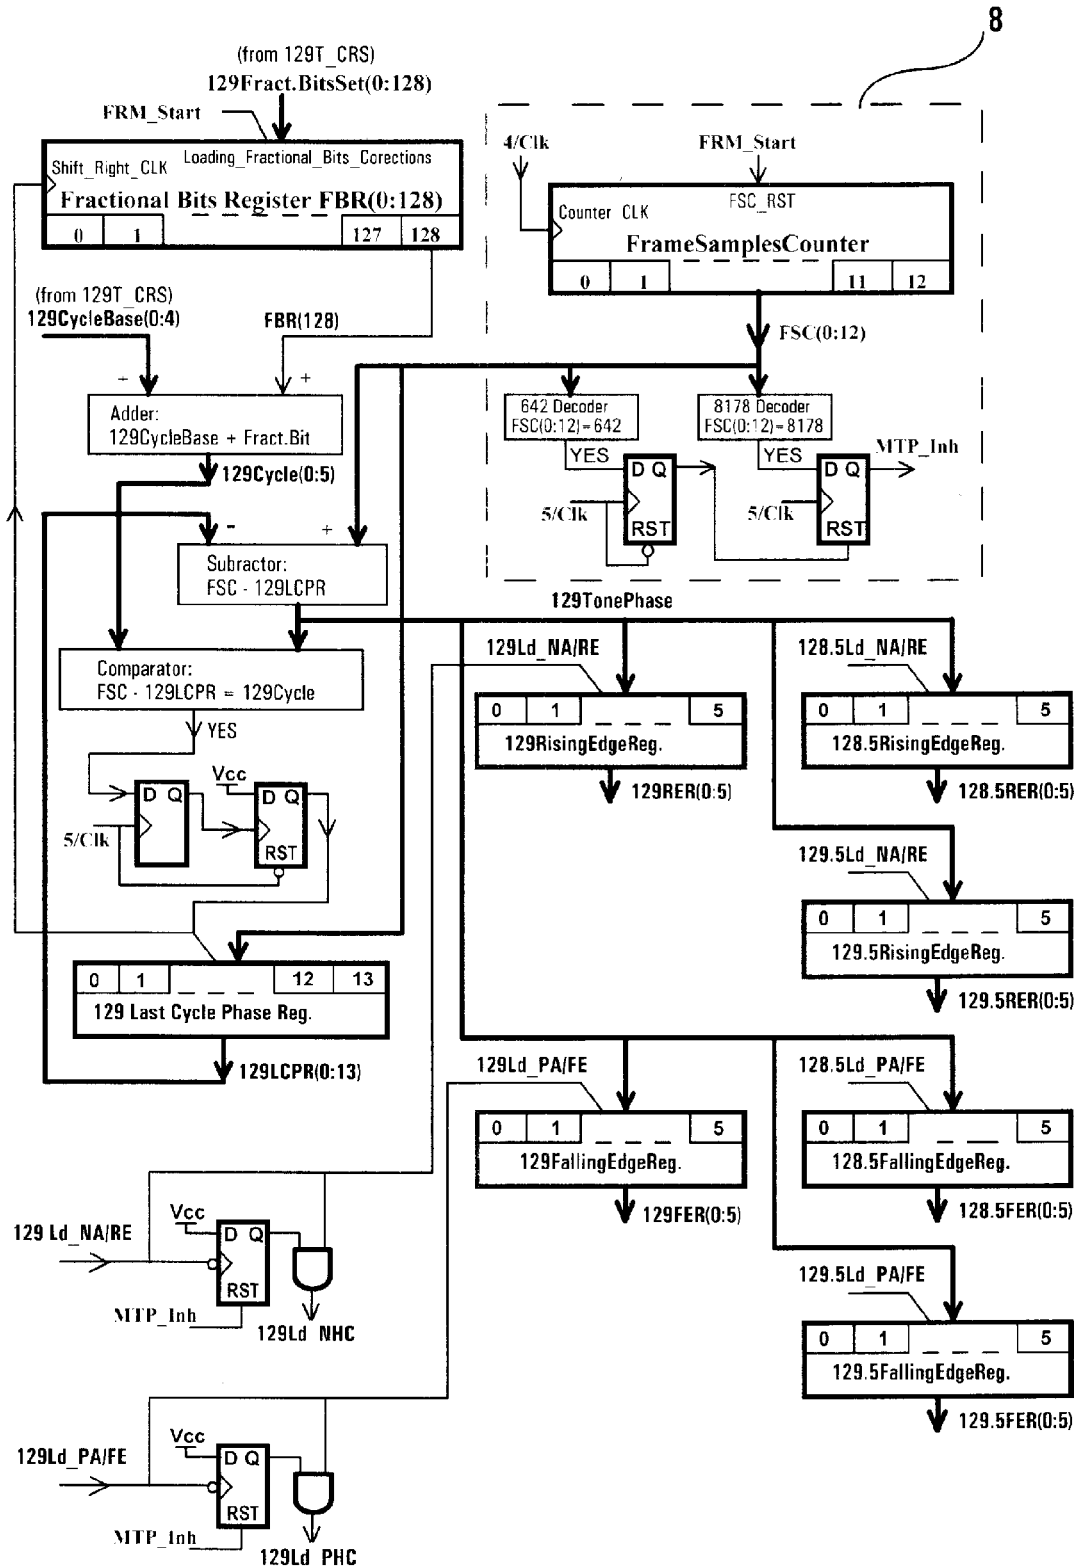 8
(from 129T_CRS)
129Fract.BitsSet(0:128)
FRM_Start
Shift_Right_CLK
Loading_Fractional_Bits_Corections
Fractional Bits Register FBR(0:128)
0 1 127 128
4/Clk
FRM_Start
Counter CLK
FSC_RST
FrameSamplesCounter
0 1 11 12
(from 129T_CRS)
129CycleBase(0:4)
FBR(128)
FSC(0:12)
+ +
Adder:
129CycleBase + Fract.Bit
642 Decoder
FSC(0:12)=642
8178 Decoder
FSC(0:12)=8178
YES
YES
MTP_Inh
D Q
RST
D Q
RST
5/Clk
5/Clk
129Cycle(0:5)
- +
Subractor:
FSC - 129LCPR
129TonePhase
Comparator:
FSC - 129LCPR = 129Cycle
YES
129Ld_NA/RE
0 1 5
129RisingEdgeReg.
129RER(0:5)
128.5Ld_NA/RE
0 1 5
128.5RisingEdgeReg.
128.5RER(0:5)
Vcc
D Q
D Q
RST
5/Clk
129.5Ld_NA/RE
0 1 5
129.5RisingEdgeReg.
129.5RER(0:5)
0 1 12 13
129 Last Cycle Phase Reg.
129LCPR(0:13)
129Ld_PA/FE
0 1 5
129FallingEdgeReg.
129FER(0:5)
128.5Ld_PA/FE
0 1 5
128.5FallingEdgeReg.
128.5FER(0:5)
129 Ld_NA/RE
Vcc
D Q
RST
MTP_Inh
129Ld NHC
129.5Ld_PA/FE
0 1 5
129.5FallingEdgeReg.
129.5FER(0:5)
129Ld_PA/FE
Vcc
D Q
RST
MTP_Inh
129Ld PHC